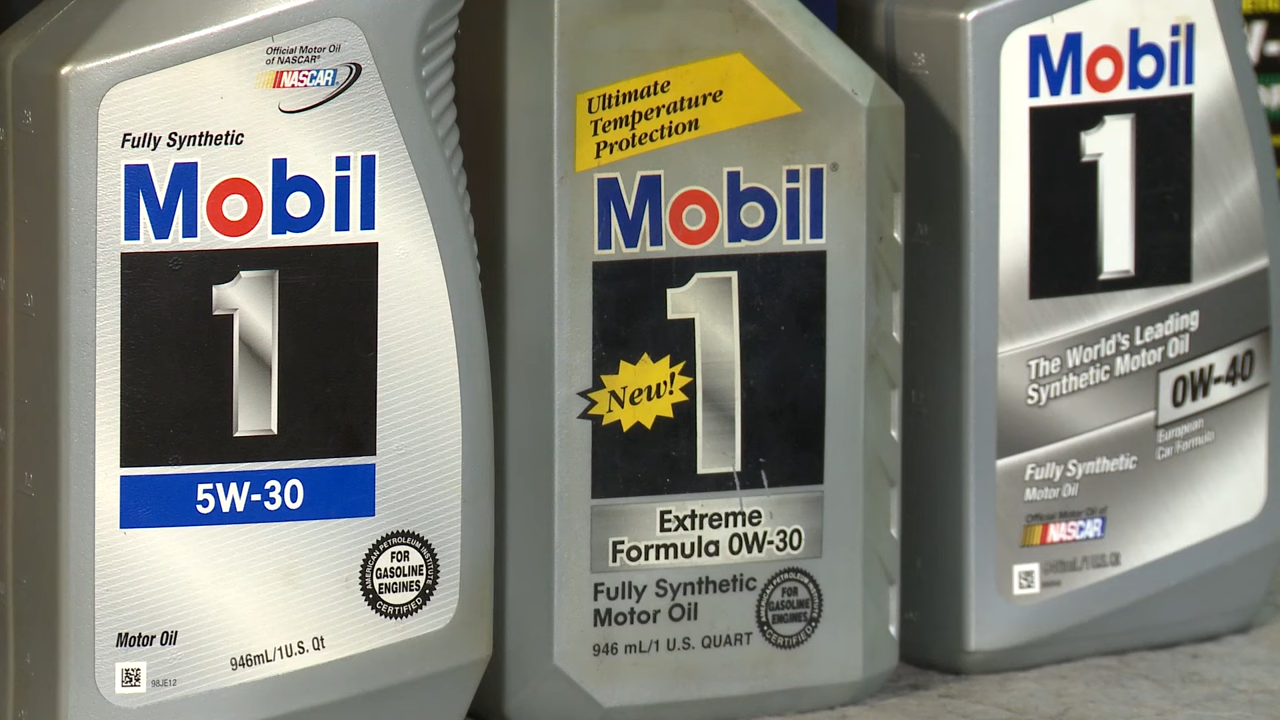 Official Motor Oil
of NASCAR®
NASCAR
Fully Synthetic
Mobil
1
5W-30
AMERICAN PETROLEUM INSTITUTE
FOR
GASOLINE
ENGINES
CERTIFIED
Motor Oil
946mL/1U.S. Qt
98JE12
Ultimate
Temperature
Protection
Mobil®
1
New!
Extreme
Formula 0W-30
Fully Synthetic
Motor Oil
946 mL/1 U.S. QUART
AMERICAN PETROLEUM INSTITUTE
FOR
GASOLINE
ENGINES
CERTIFIED
Mobil
1
The World's Leading
Synthetic Motor Oil
0W-40
European
Car Formula
Fully Synthetic
Motor Oil
Official Motor Oil of
NASCAR